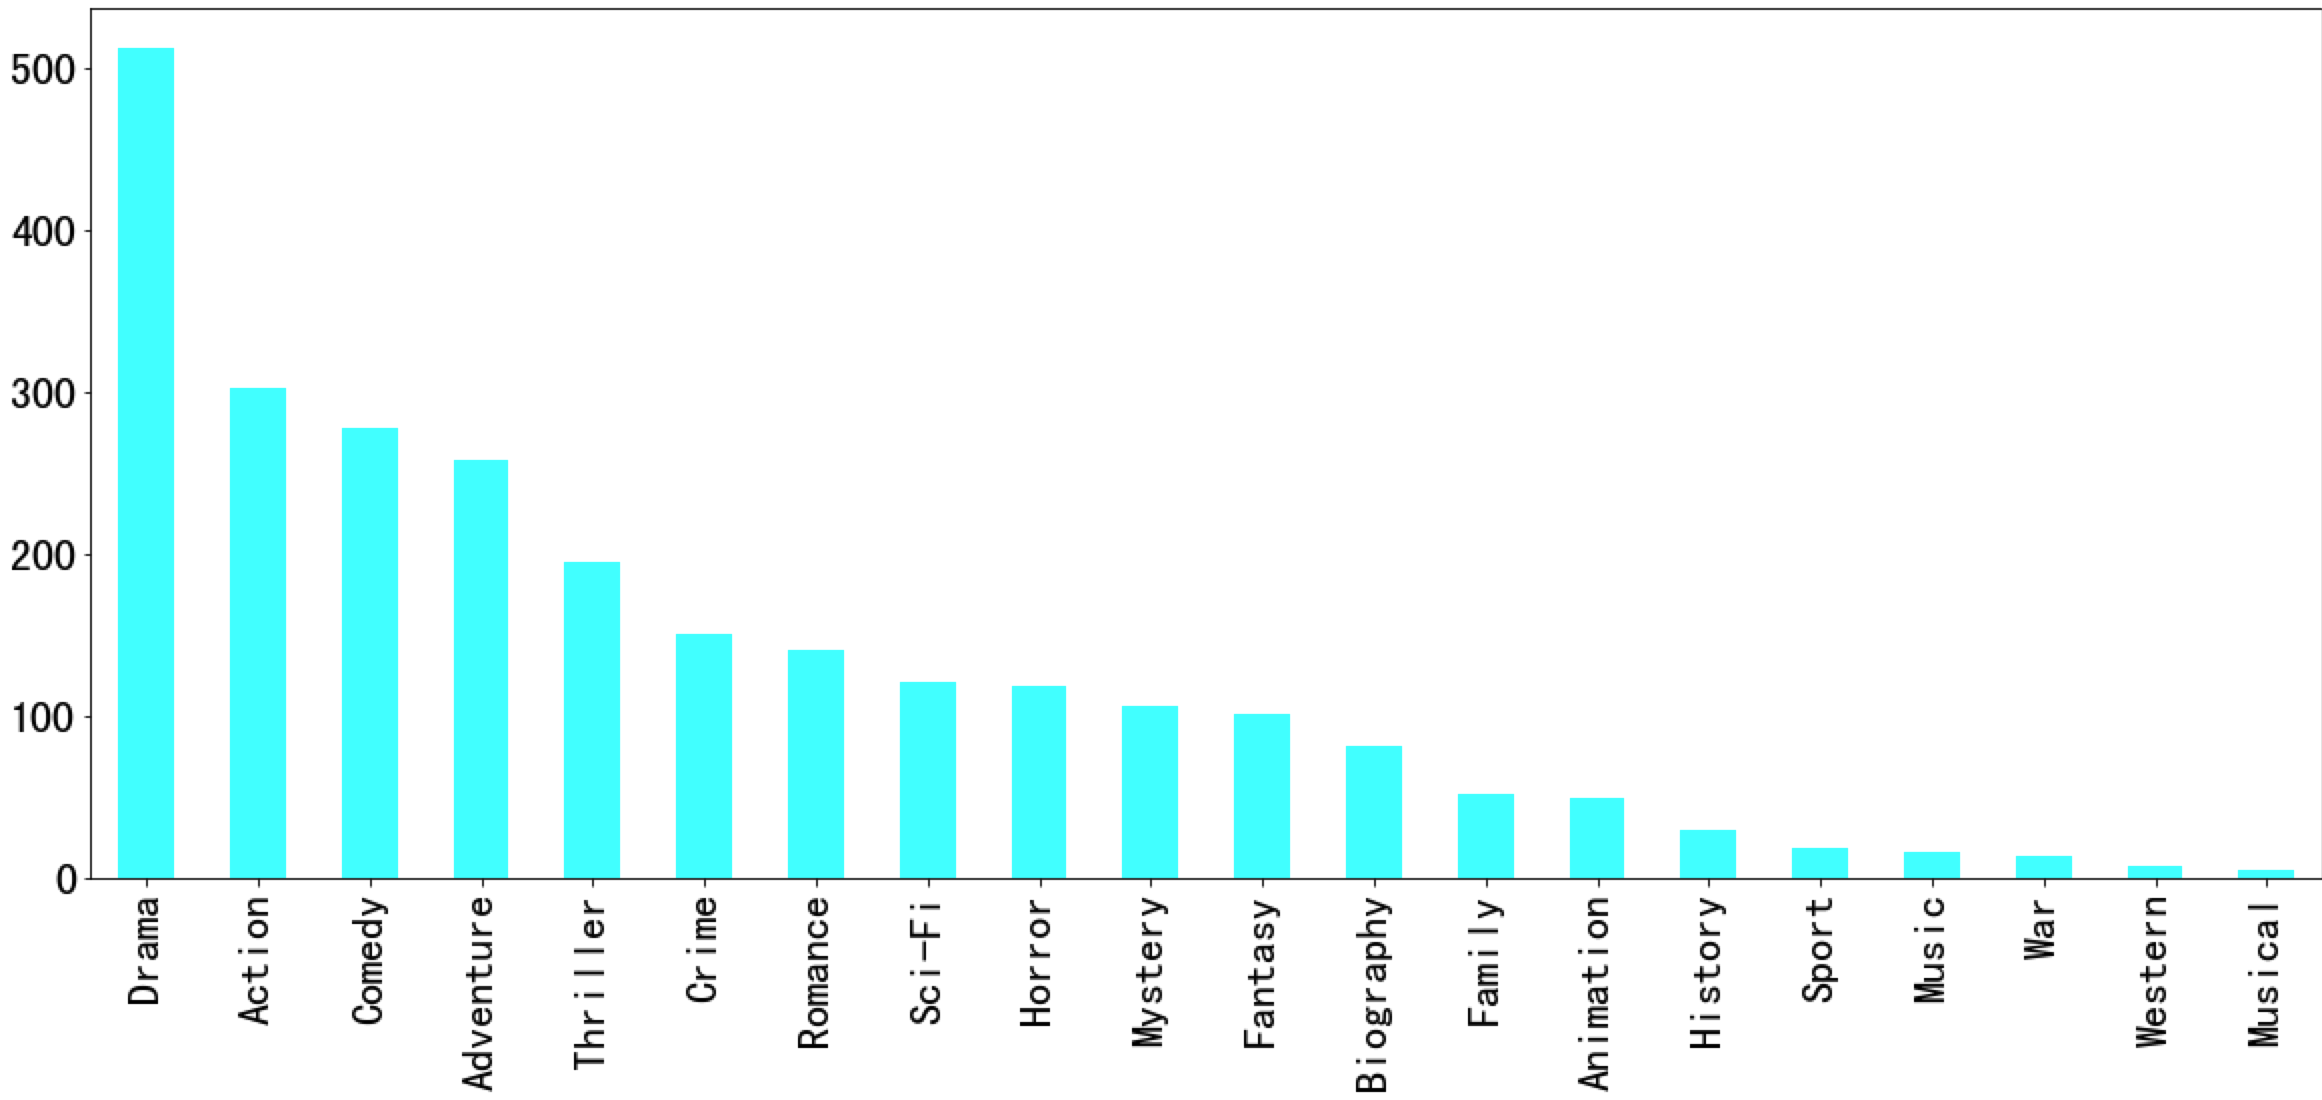 500
400
300
200
100
0
Drama
Action
Comedy
Adventure
Thriller
Crime
Romance
Sci-Fi
Horror
Mystery
Fantasy
Biography
Family
Animation
History
Sport
Music
War
Western
Musical